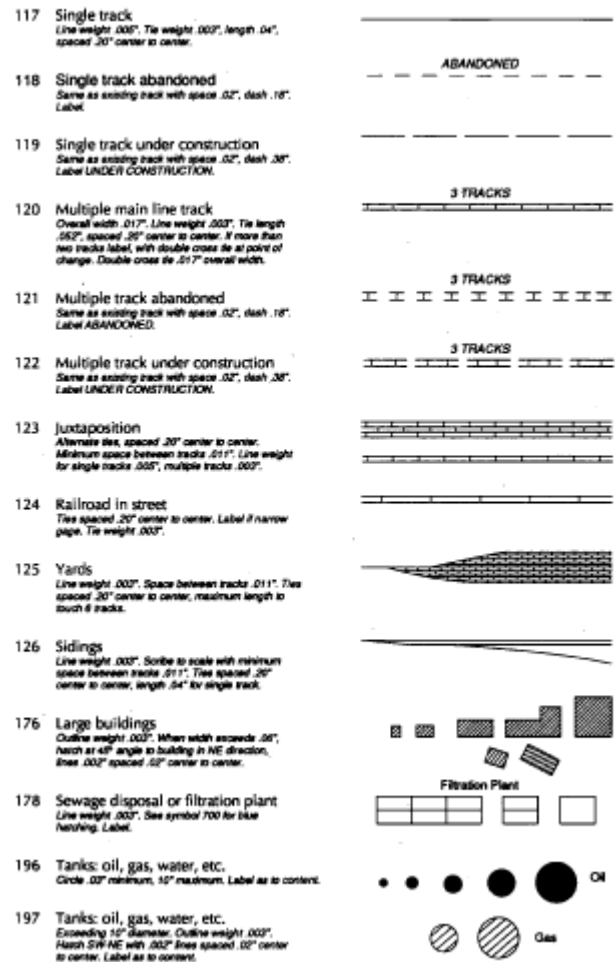 117 Single track
Line weight .005". Tie weight .003", length .04",
spaced .20" center to center.
ABANDONED
118 Single track abandoned
Same as existing track with space .02", dash .18".
Label.
119 Single track under construction
Same as existing track with space .02", dash .38".
Label UNDER CONSTRUCTION.
3 TRACKS
120 Multiple main line track
Overall width .017". Line weight .003". Tie length
.052", spaced .20" center to center. If more than
two tracks label, with double cross tie at point of
change. Double cross tie .017" overall width.
3 TRACKS
121 Multiple track abandoned
Same as existing track with space .02", dash .18".
Label ABANDONED.
3 TRACKS
122 Multiple track under construction
Same as existing track with space .02", dash .38".
Label UNDER CONSTRUCTION.
123 Juxtaposition
Alternate ties, spaced .20" center to center.
Minimum space between tracks .011". Line weight
for single tracks .005", multiple tracks .003".
124 Railroad in street
Ties spaced .20" center to center. Label if narrow
gage. Tie weight .003".
125 Yards
Line weight .003". Space between tracks .011". Ties
spaced .20" center to center, maximum length to
touch 6 tracks.
126 Sidings
Line weight .003". Scribe to scale with minimum
space between tracks .011". Ties spaced .20"
center to center, length .04" for single track.
176 Large buildings
Outline weight .003". When width exceeds .06",
hatch at 45° angle to building in NE direction,
lines .002" spaced .02" center to center.
Filtration Plant
178 Sewage disposal or filtration plant
Line weight .003". See symbol 700 for blue
hatching. Label.
196 Tanks: oil, gas, water, etc.
Circle .03" minimum, .10" maximum. Label as to content.
Oil
197 Tanks: oil, gas, water, etc.
Exceeding .10" diameter. Outline weight .003".
Hatch SW-NE with .002" lines spaced .02" center
to center. Label as to content.
Gas